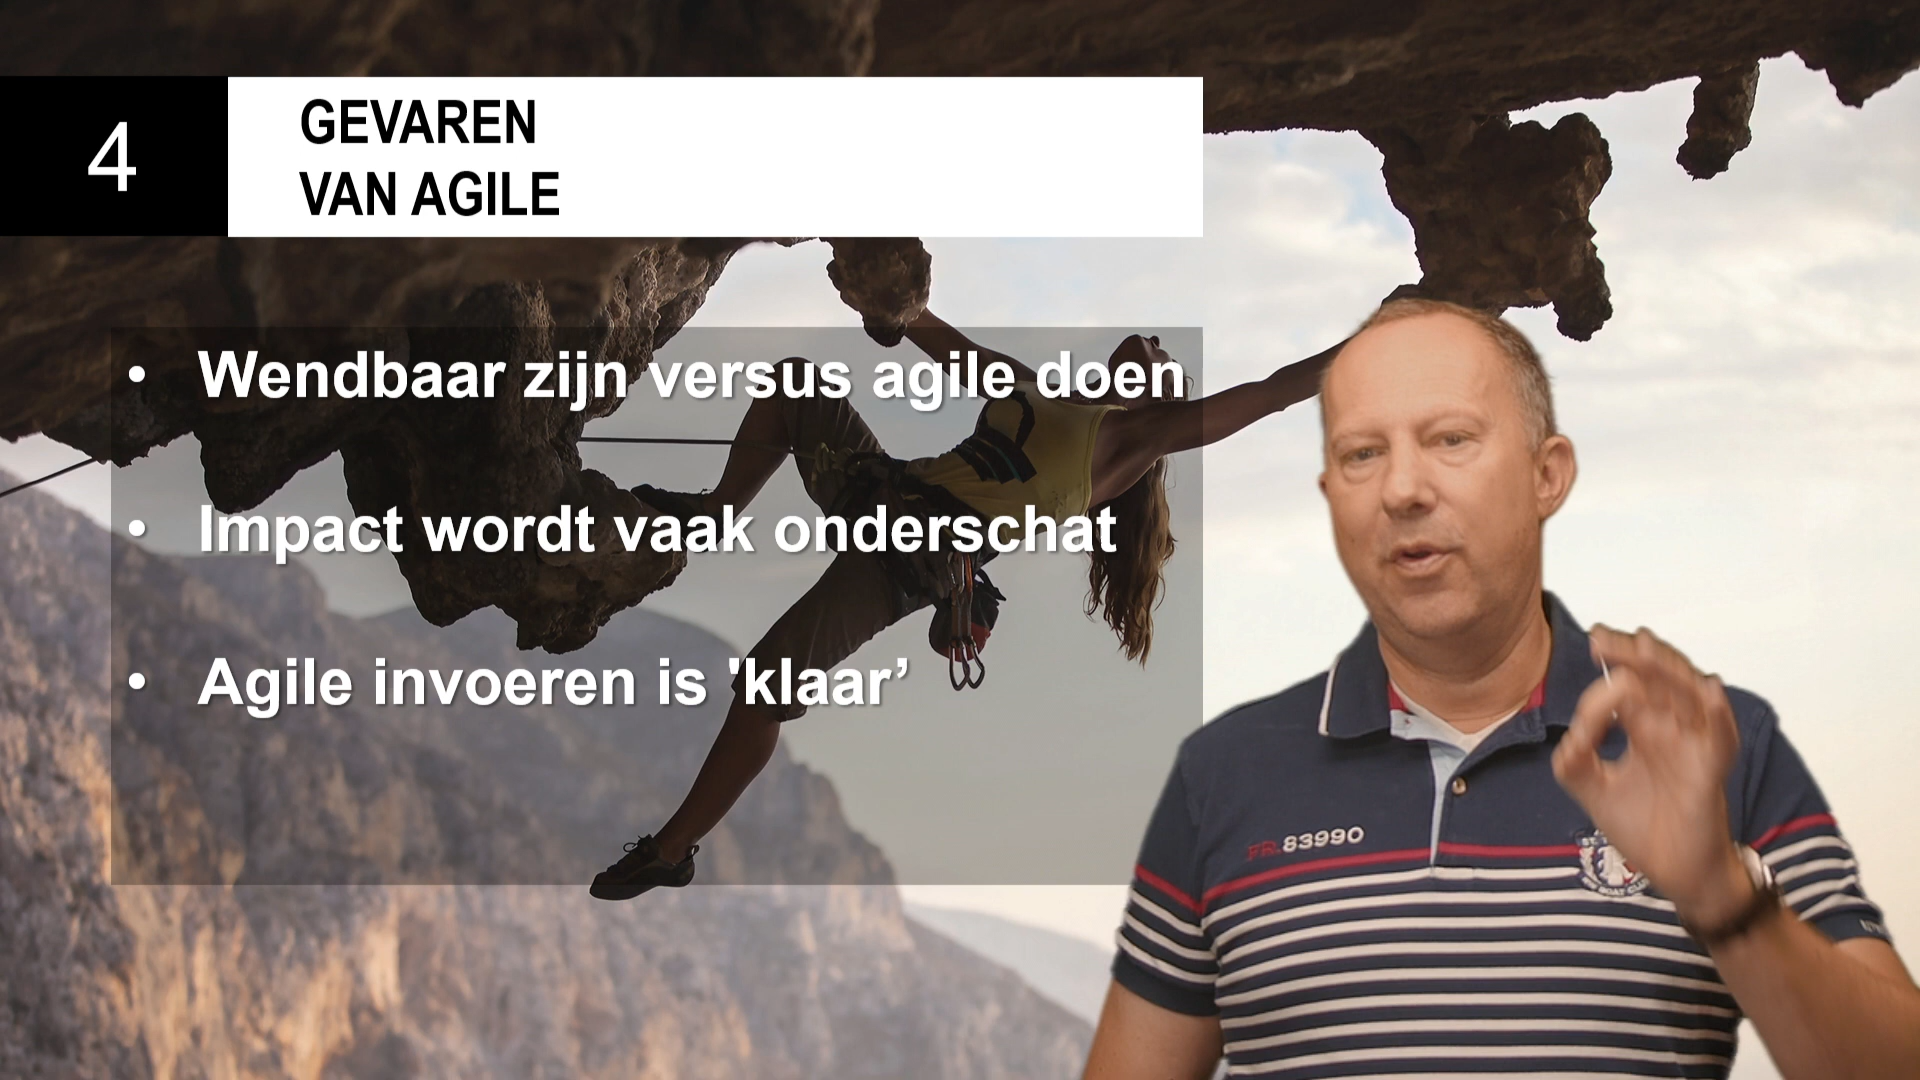 4
GEVAREN
VAN AGILE
• Wendbaar zijn versus agile doen
• Impact wordt vaak onderschat
• Agile invoeren is 'klaar’
FR.83990